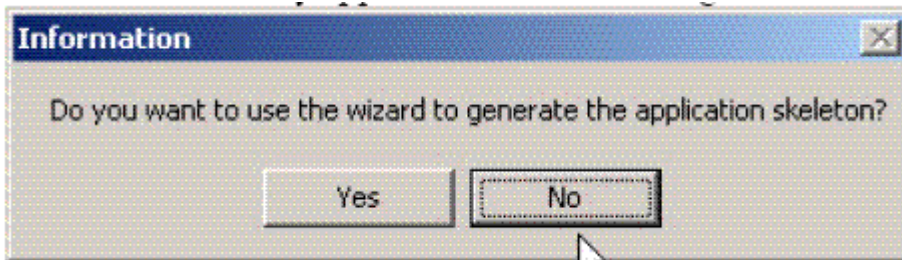 Information
Do you want to use the wizard to generate the application skeleton?
Yes
No